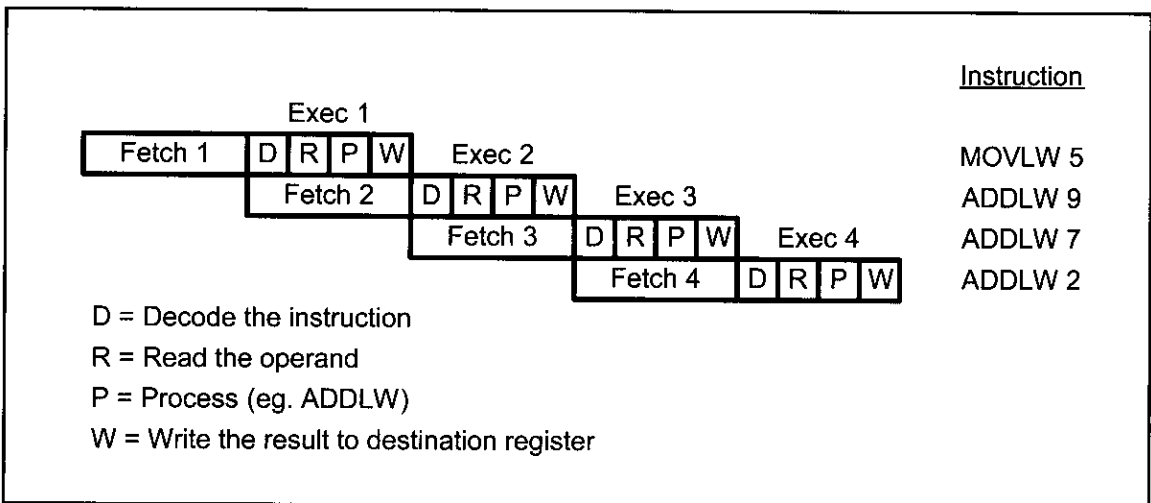 Instruction
Exec 1
Fetch 1 D R P W Exec 2 MOVLW 5
Fetch 2 D R P W Exec 3 ADDLW 9
Fetch 3 D R P W Exec 4 ADDLW 7
Fetch 4 D R P W ADDLW 2
D = Decode the instruction
R = Read the operand
P = Process (eg. ADDLW)
W = Write the result to destination register